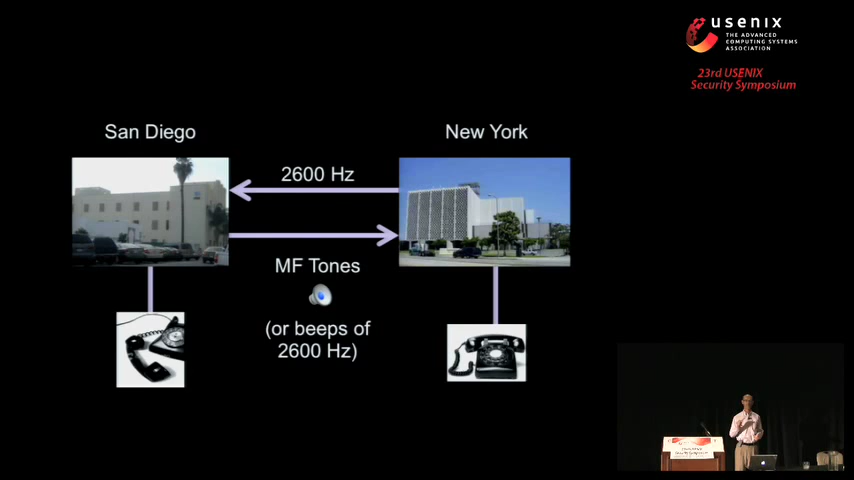 usenix
THE ADVANCED
COMPUTING SYSTEMS
ASSOCIATION
23rd USENIX
Security Symposium
San Diego
New York
2600 Hz
MF Tones
(or beeps of
2600 Hz)